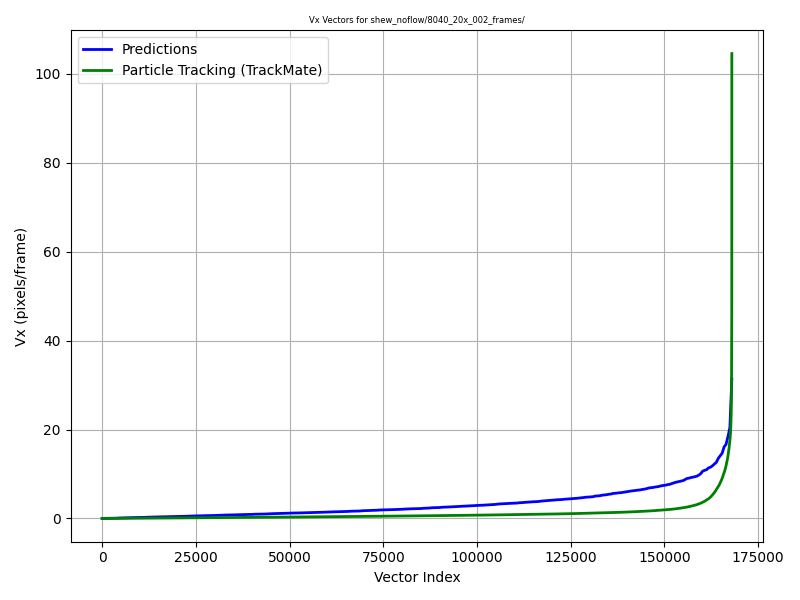 Vx Vectors for shew_noflow/8040_20x_002_frames/
Predictions
Particle Tracking (TrackMate)
Vx (pixels/frame)
100
80
60
40
20
0
0 25000 50000 75000 100000 125000 150000 175000
Vector Index